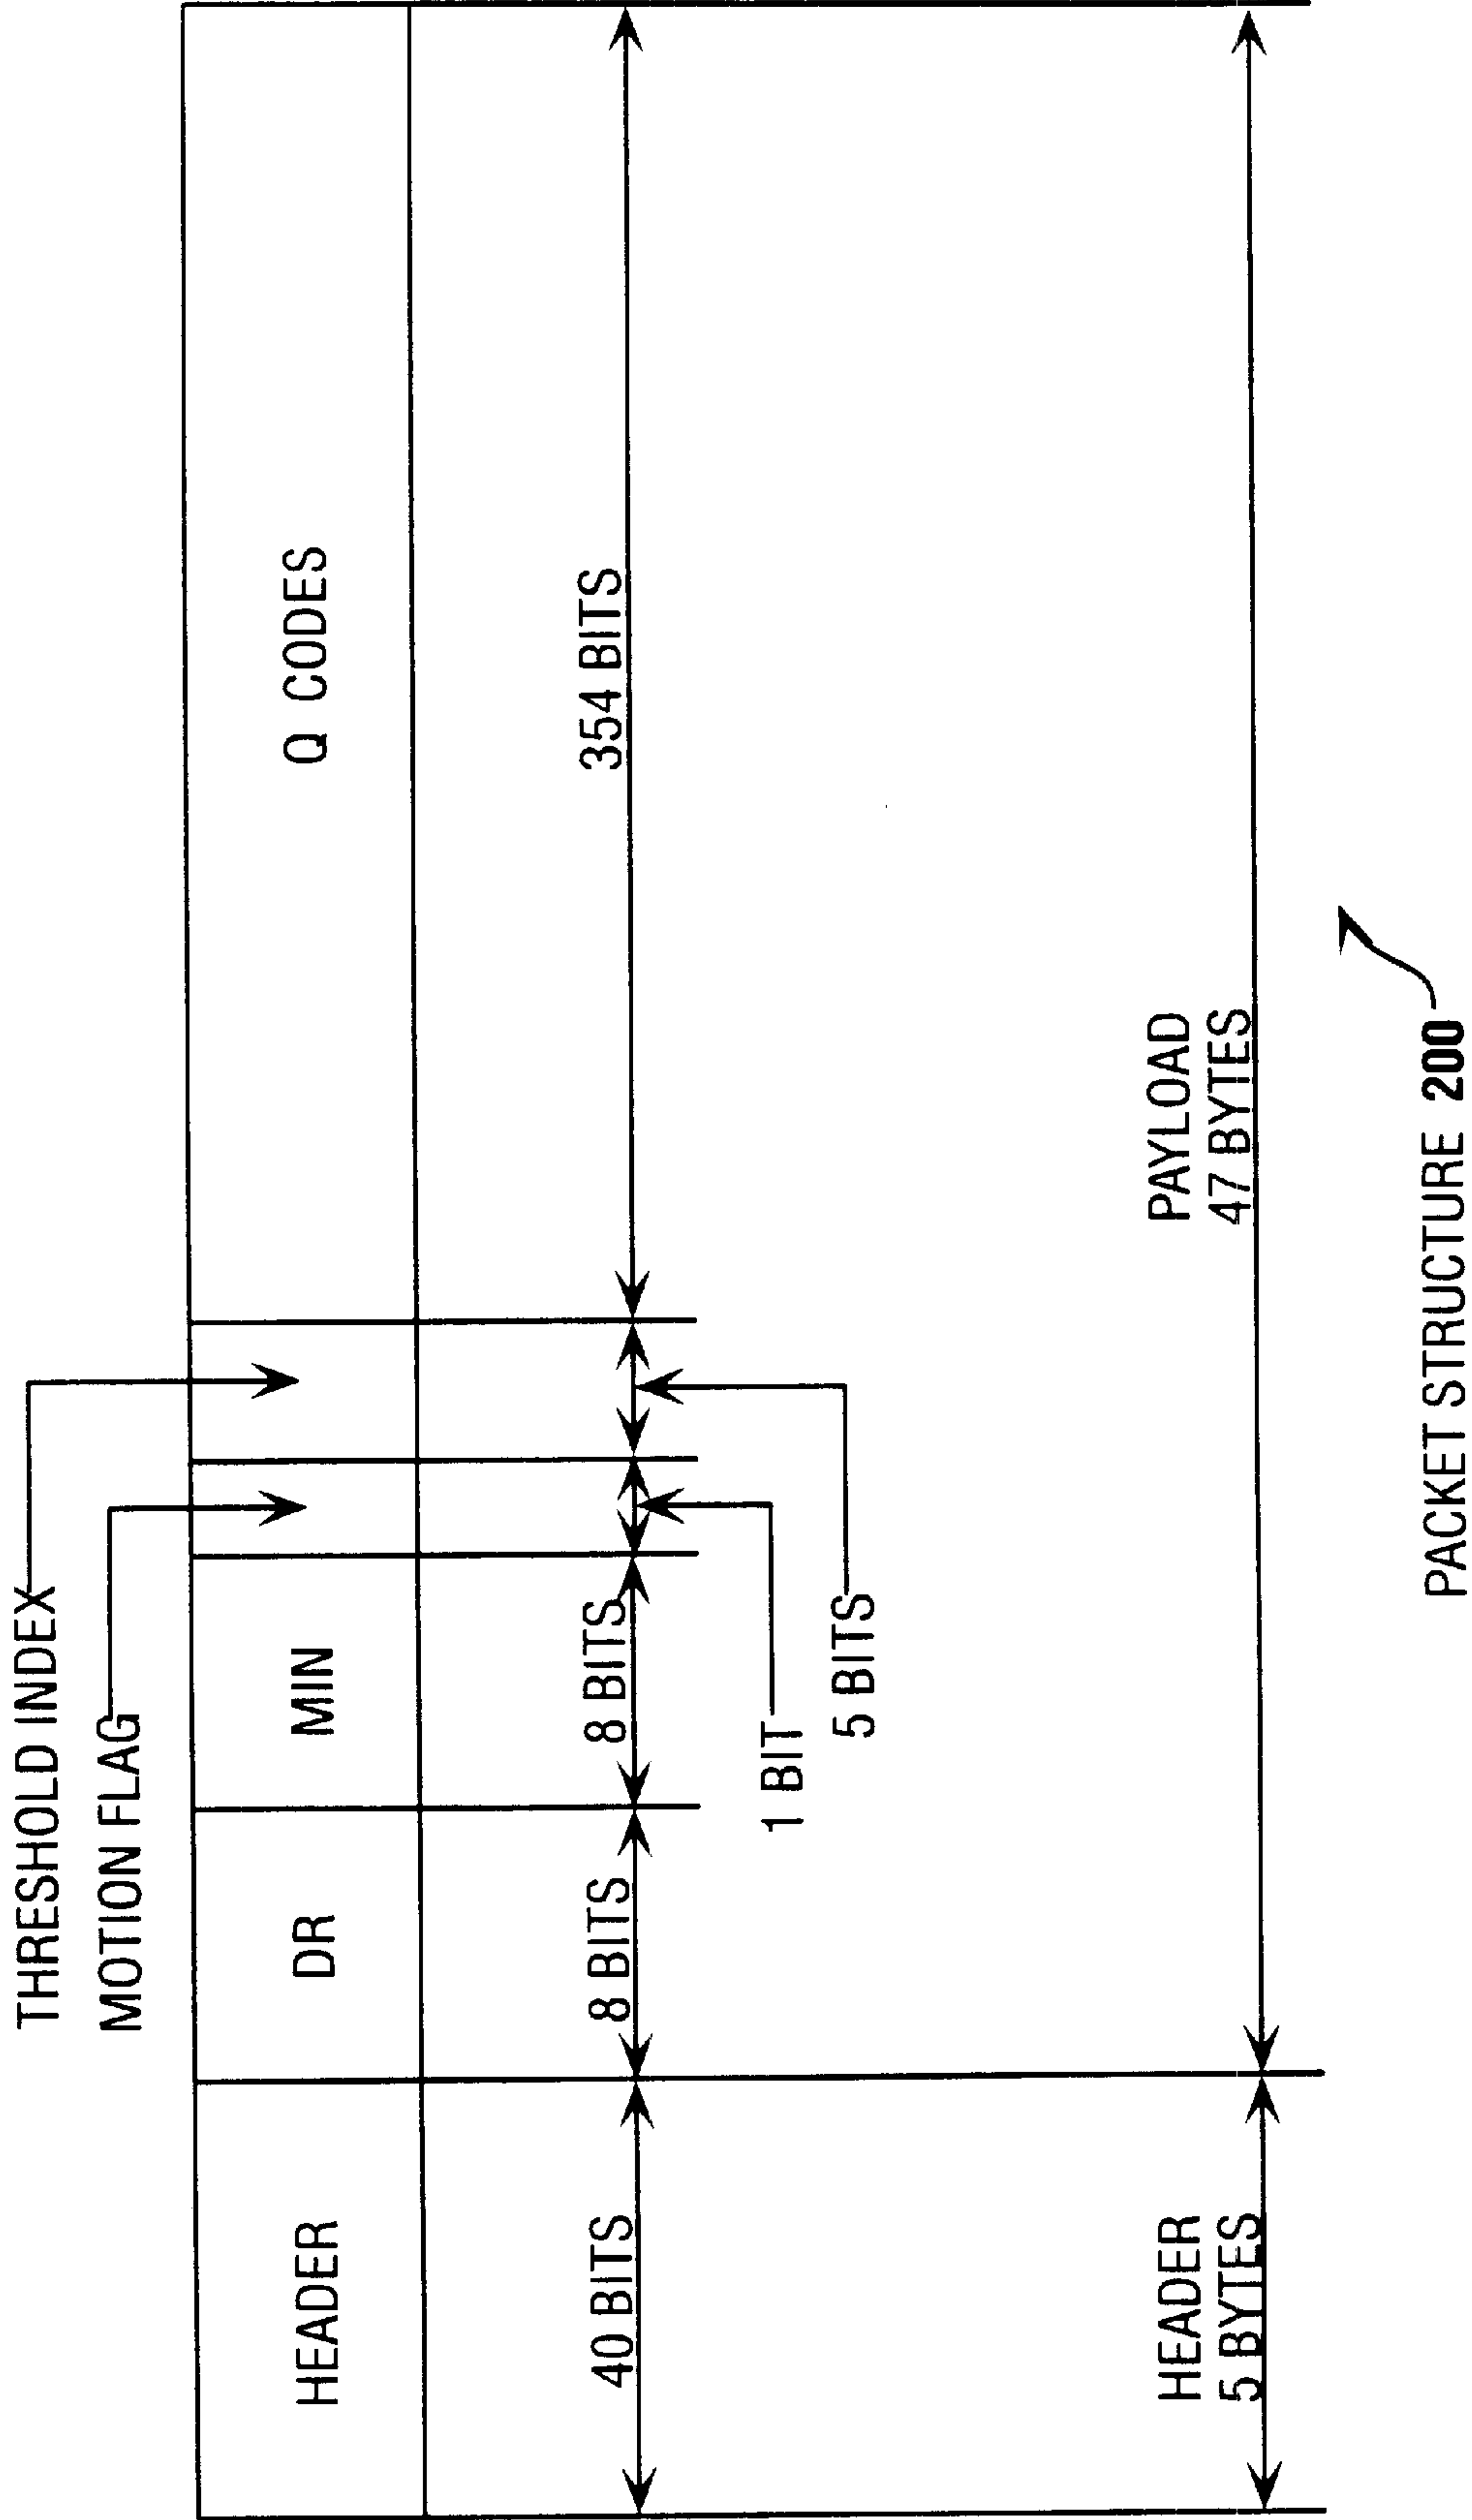 THRESHOLD INDEX
MOTION FLAG
HEADER
DR
MIN
Q CODES
40 BITS
8 BITS
8 BITS
354 BITS
1 BIT
5 BITS
HEADER
5 BYTES
PAYLOAD
47 BYTES
PACKET STRUCTURE 200